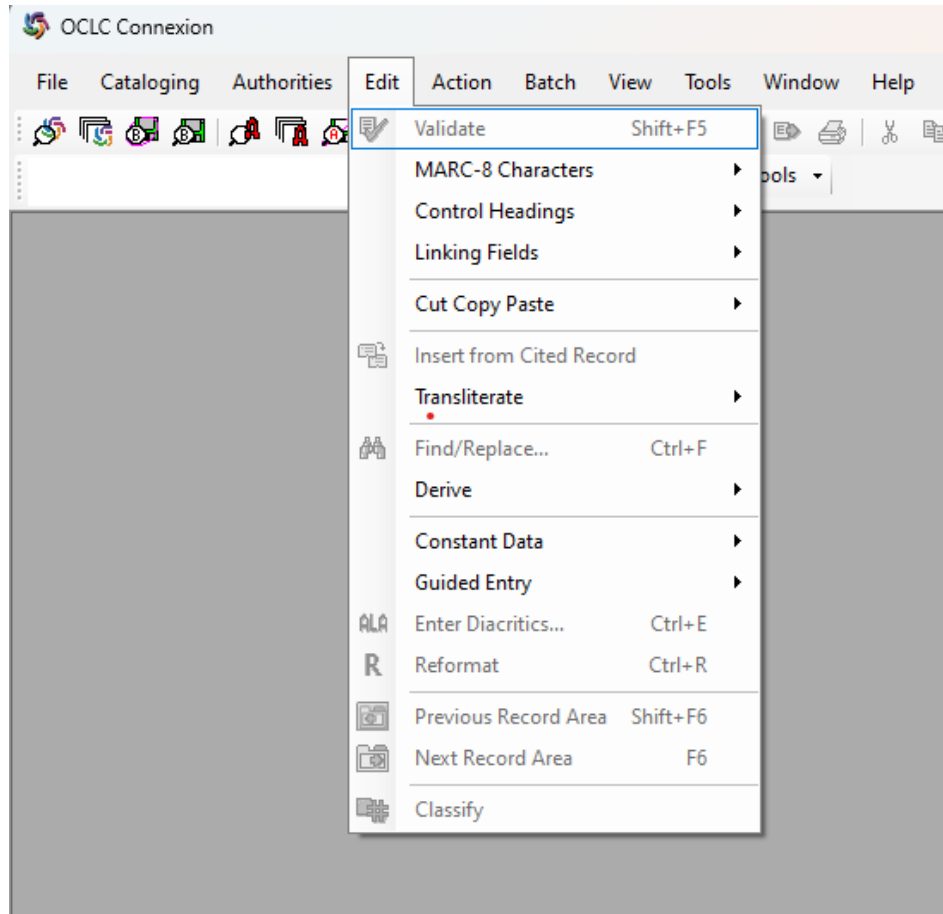 OCLC Connexion
File Cataloging Authorities Edit Action Batch View Tools Window Help
Validate Shift+F5
MARC-8 Characters
ools
Control Headings
Linking Fields
Cut Copy Paste
Insert from Cited Record
Transliterate
Find/Replace... Ctrl+F
Derive
Constant Data
Guided Entry
ALA Enter Diacritics... Ctrl+E
R Reformat Ctrl+R
Previous Record Area Shift+F6
Next Record Area F6
Classify